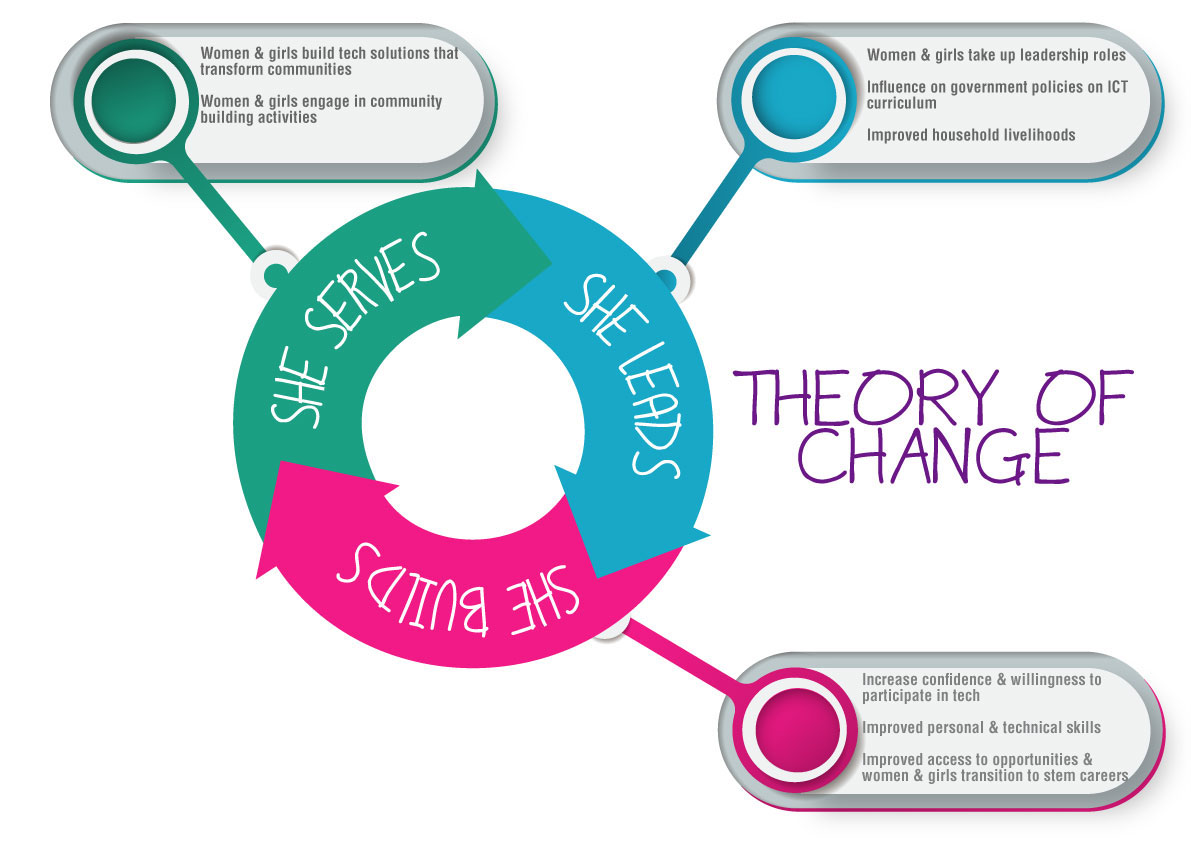 Women & girls build tech solutions that
transform communities
Women & girls engage in community
building activities
Women & girls take up leadership roles
Influence on government policies on ICT
curriculum
Improved household livelihoods
SHE SERVES
SHE LEADS
SHE BUILDS
THEORY OF
CHANGE
Increase confidence & willingness to
participate in tech
Improved personal & technical skills
Improved access to opportunities &
women & girls transition to stem careers